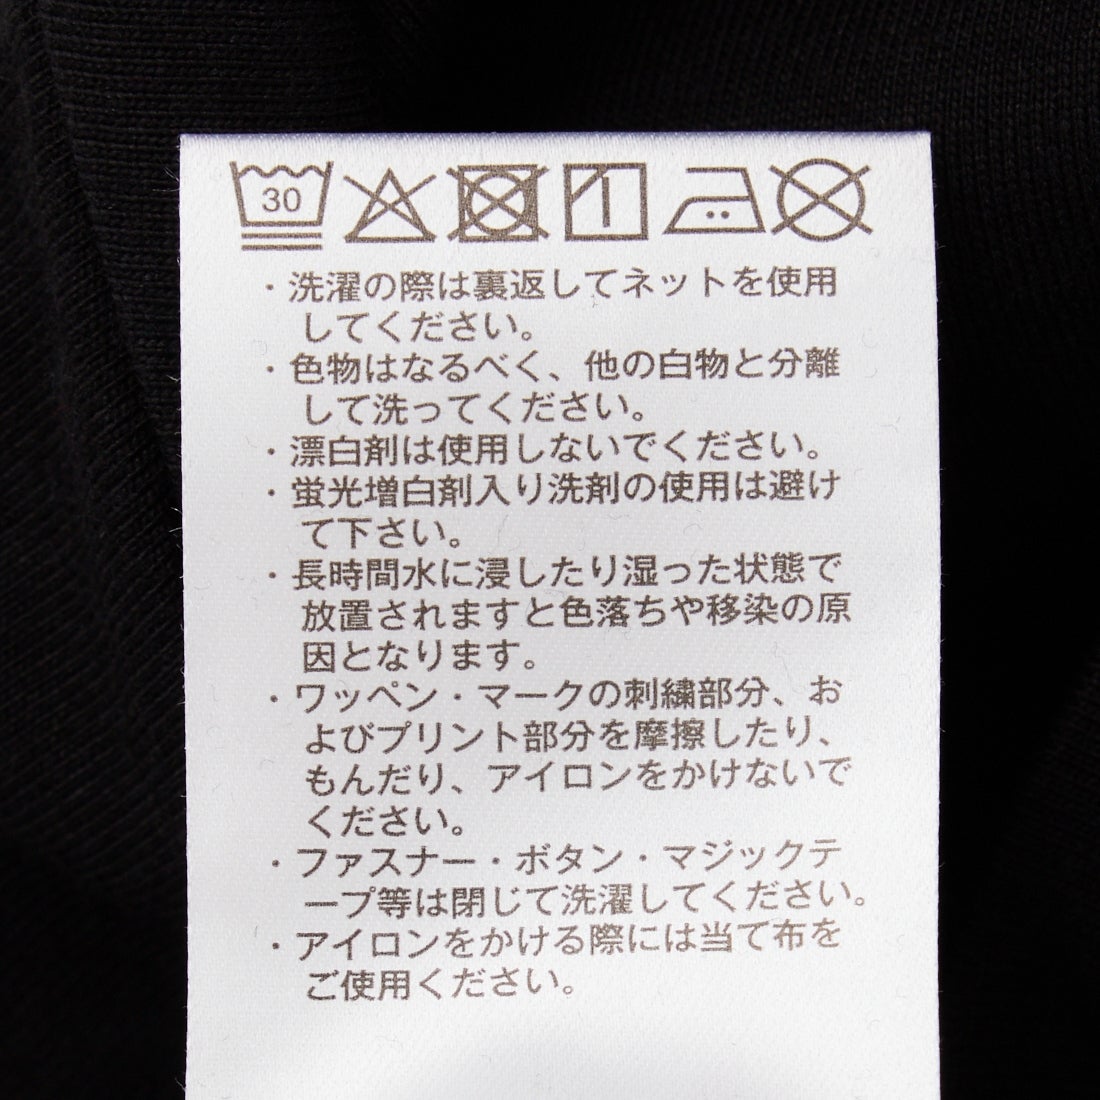 30
・洗濯の際は裏返してネットを使用
してください。
・色物はなるべく、他の白物と分離
して洗ってください。
・漂白剤は使用しないでください。
・蛍光増白剤入り洗剤の使用は避け
て下さい。
・長時間水に浸したり湿った状態で
放置されますと色落ちや移染の原
因となります。
・ワッペン・マークの刺繍部分、お
よびプリント部分を摩擦したり、
もんだり、アイロンをかけないで
ください。
・ファスナー・ボタン・マジックテ
ープ等は閉じて洗濯してください。
・アイロンをかける際には当て布を
ご使用ください。